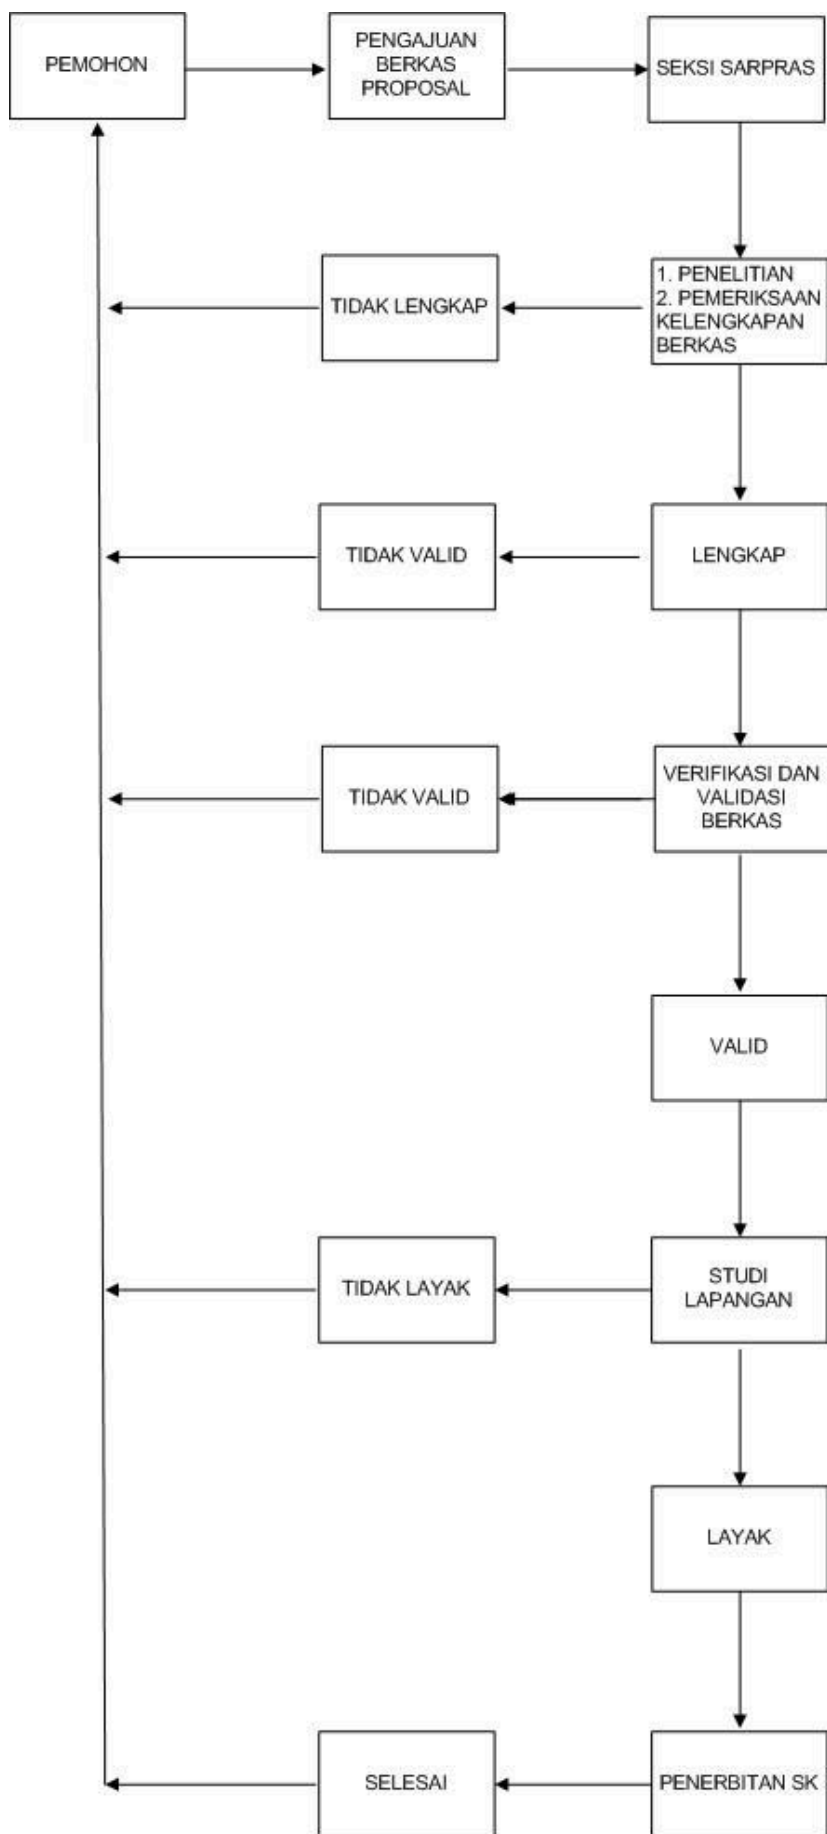 PEMOHON
PENGAJUAN
BERKAS
PROPOSAL
SEKSI SARPRAS
TIDAK LENGKAP
1. PENELITIAN
2. PEMERIKSAAN
KELENGKAPAN
BERKAS
TIDAK VALID
LENGKAP
TIDAK VALID
VERIFIKASI DAN
VALIDASI
BERKAS
VALID
TIDAK LAYAK
STUDI
LAPANGAN
LAYAK
SELESAI
PENERBITAN SK